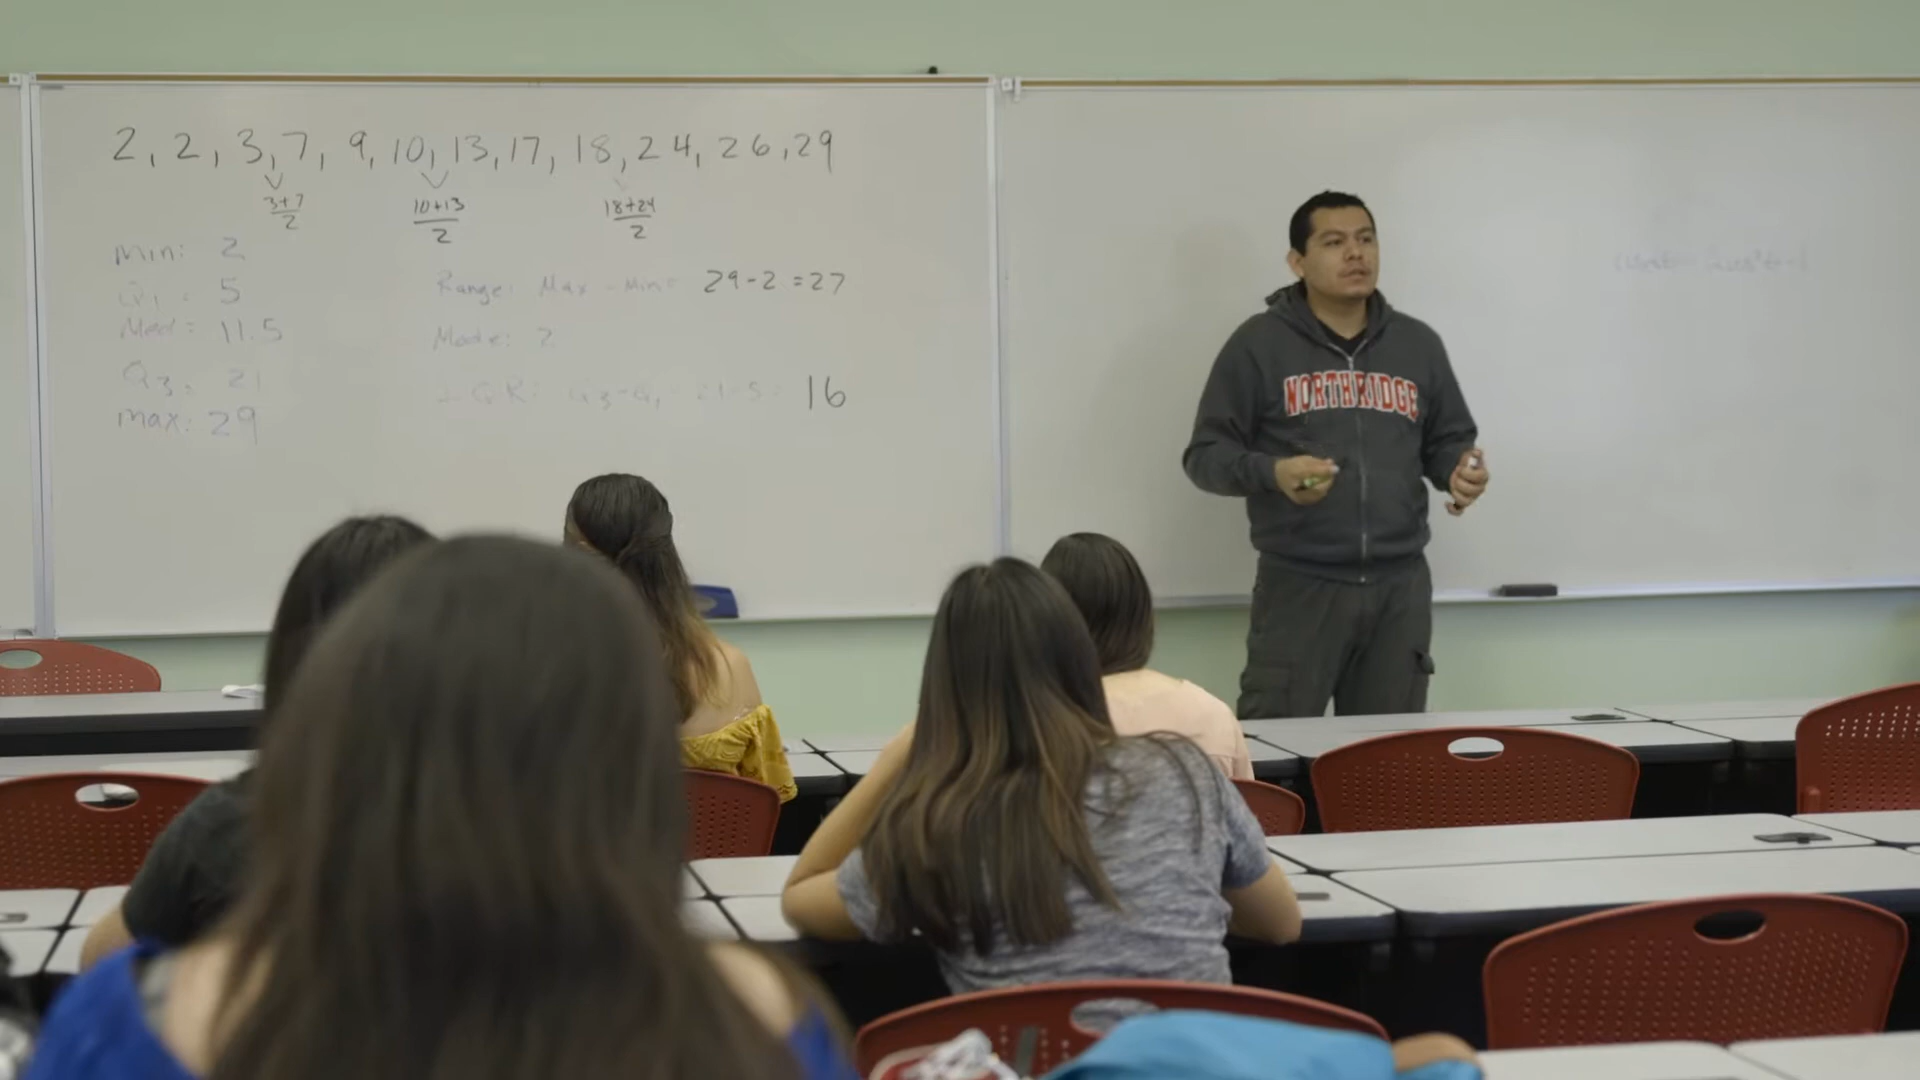 2, 2, 3, 7, 9, 10, 13, 17, 18, 24, 26, 29
3+7/2 10+13/2 18+24/2
Min: 2
Q1: 5
Med: 11.5
Q3: 21
Max: 29
Range: Max - Min= 29-2=27
Mode: 2
IQR: Q3-Q1= 21-5= 16
NORTHRIDGE